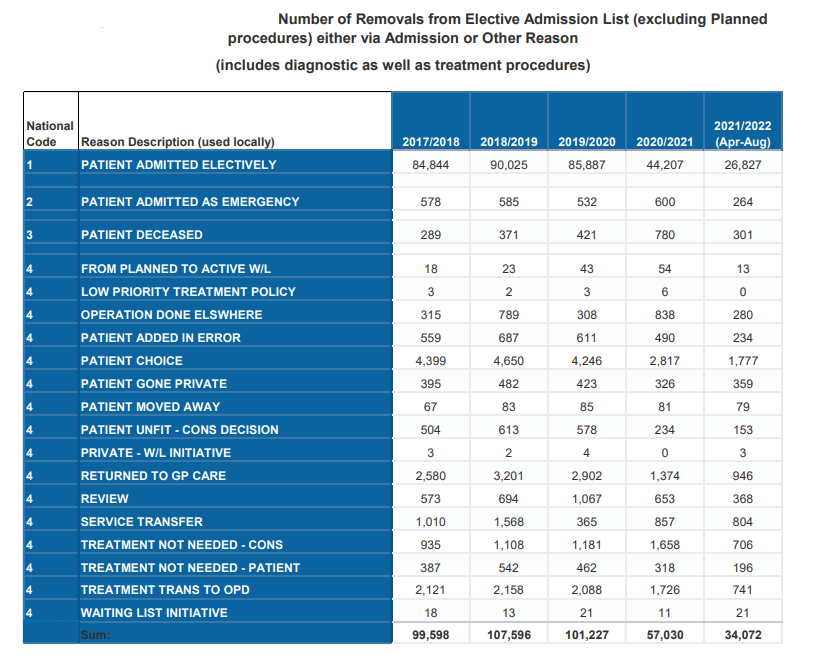 Number of Removals from Elective Admission List (excluding Planned
procedures) either via Admission or Other Reason
(includes diagnostic as well as treatment procedures)
National Code Reason Description (used locally) 2017/2018 2018/2019 2019/2020 2020/2021 2021/2022 (Apr-Aug)
1 PATIENT ADMITTED ELECTIVELY 84,844 90,025 85,887 44,207 26,827
2 PATIENT ADMITTED AS EMERGENCY 578 585 532 600 264
3 PATIENT DECEASED 289 371 421 780 301
4 FROM PLANNED TO ACTIVE W/L 18 23 43 54 13
4 LOW PRIORITY TREATMENT POLICY 3 2 3 6 0
4 OPERATION DONE ELSWHERE 315 789 308 838 280
4 PATIENT ADDED IN ERROR 559 687 611 490 234
4 PATIENT CHOICE 4,399 4,650 4,246 2,817 1,777
4 PATIENT GONE PRIVATE 395 482 423 326 359
4 PATIENT MOVED AWAY 67 83 85 81 79
4 PATIENT UNFIT - CONS DECISION 504 613 578 234 153
4 PRIVATE - W/L INITIATIVE 3 2 4 0 3
4 RETURNED TO GP CARE 2,580 3,201 2,902 1,374 946
4 REVIEW 573 694 1,067 653 368
4 SERVICE TRANSFER 1,010 1,568 365 857 804
4 TREATMENT NOT NEEDED - CONS 935 1,108 1,181 1,658 706
4 TREATMENT NOT NEEDED - PATIENT 387 542 462 318 196
4 TREATMENT TRANS TO OPD 2,121 2,158 2,088 1,726 741
4 WAITING LIST INITIATIVE 18 13 21 11 21
Sum: 99,598 107,596 101,227 57,030 34,072